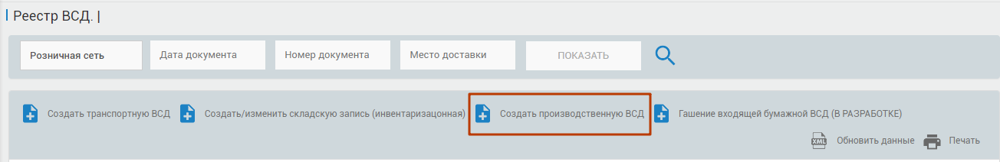 Реестр ВСД. |
Розничная сеть Дата документа Номер документа Место доставки ПОКАЗАТЬ
Создать транспортную ВСД Создать/изменить складскую запись (инвентаризационная) Создать производственную ВСД Гашение входящей бумажной ВСД (В РАЗРАБОТКЕ)
XML Обновить данные Печать